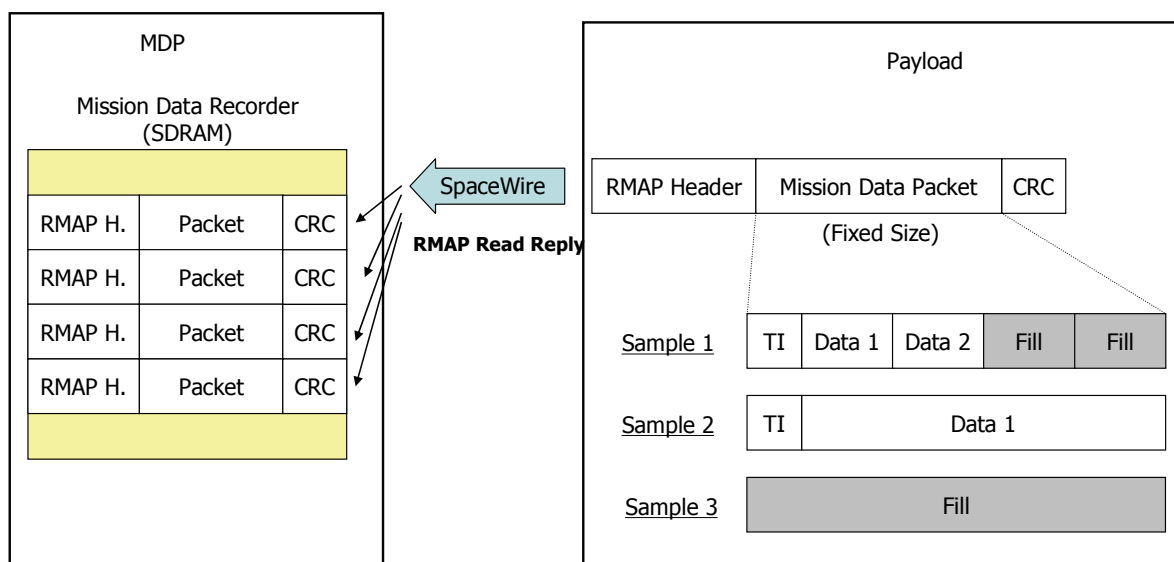 MDP
Mission Data Recorder
(SDRAM)
RMAP H. Packet CRC
RMAP H. Packet CRC
RMAP H. Packet CRC
RMAP H. Packet CRC
SpaceWire
RMAP Read Reply
Payload
RMAP Header Mission Data Packet CRC
(Fixed Size)
Sample 1 TI Data 1 Data 2 Fill Fill
Sample 2 TI Data 1
Sample 3 Fill